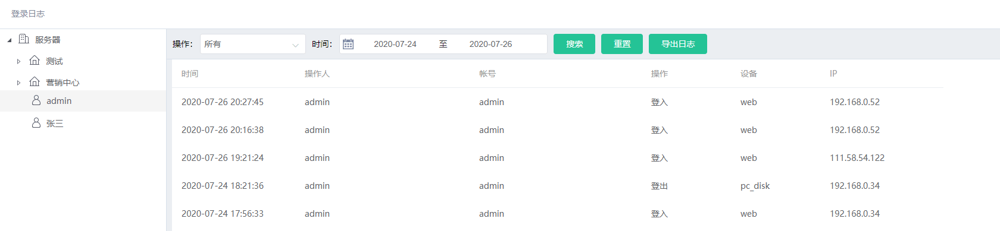 登录日志
服务器
测试
营销中心
admin
张三
操作： 所有 时间： 2020-07-24 至 2020-07-26 搜索 重置 导出日志
时间 操作人 帐号 操作 设备 IP
2020-07-26 20:27:45 admin admin 登入 web 192.168.0.52
2020-07-26 20:16:38 admin admin 登入 web 192.168.0.52
2020-07-26 19:21:24 admin admin 登入 web 111.58.54.122
2020-07-24 18:21:36 admin admin 登出 pc_disk 192.168.0.34
2020-07-24 17:56:33 admin admin 登入 web 192.168.0.34